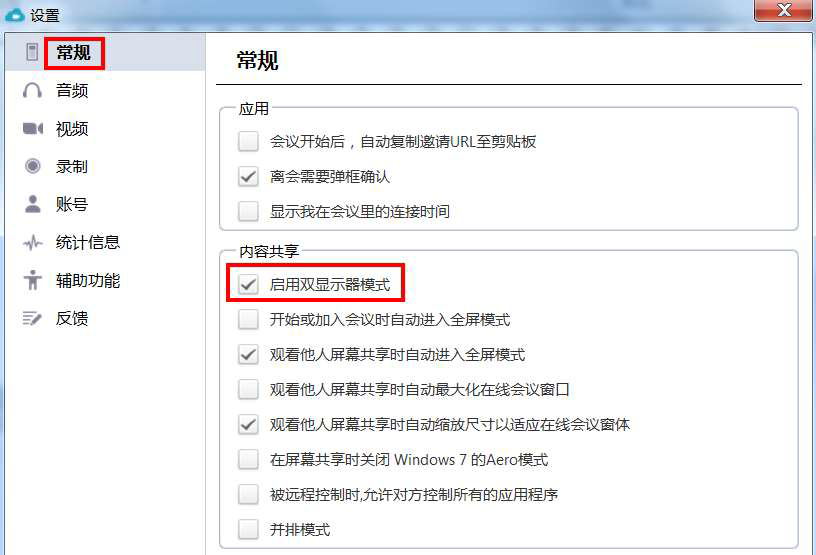 设置
常规
音频
视频
录制
账号
统计信息
辅助功能
反馈
常规
应用
会议开始后，自动复制邀请URL至剪贴板
离会需要弹框确认
显示我在会议里的连接时间
内容共享
启用双显示器模式
开始或加入会议时自动进入全屏模式
观看他人屏幕共享时自动进入全屏模式
观看他人屏幕共享时自动最大化在线会议窗口
观看他人屏幕共享时自动缩放尺寸以适应在线会议窗体
在屏幕共享时关闭 Windows 7 的Aero模式
被远程控制时,允许对方控制所有的应用程序
并排模式